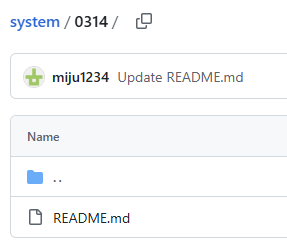 system / 0314 /
miju1234 Update README.md
Name
..
README.md